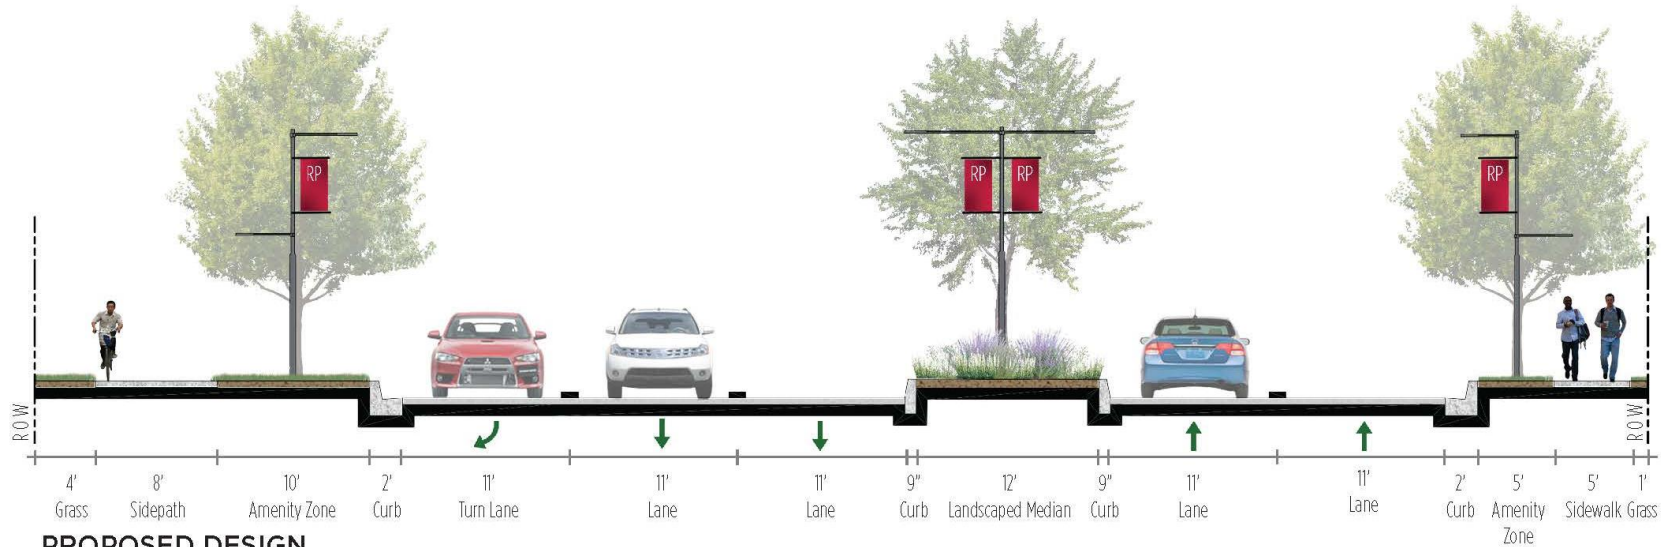 RP
RP RP
RP
ROW
ROW
4' 8' 10' 2' 11' 11' 11' 9" 12' 9" 11' 11' 2' 5' 5' 1'
Grass Sidepath Amenity Zone Curb Turn Lane Lane Lane Curb Landscaped Median Curb Lane Lane Curb Amenity Sidewalk Grass
Zone
PROPOSED DESIGN